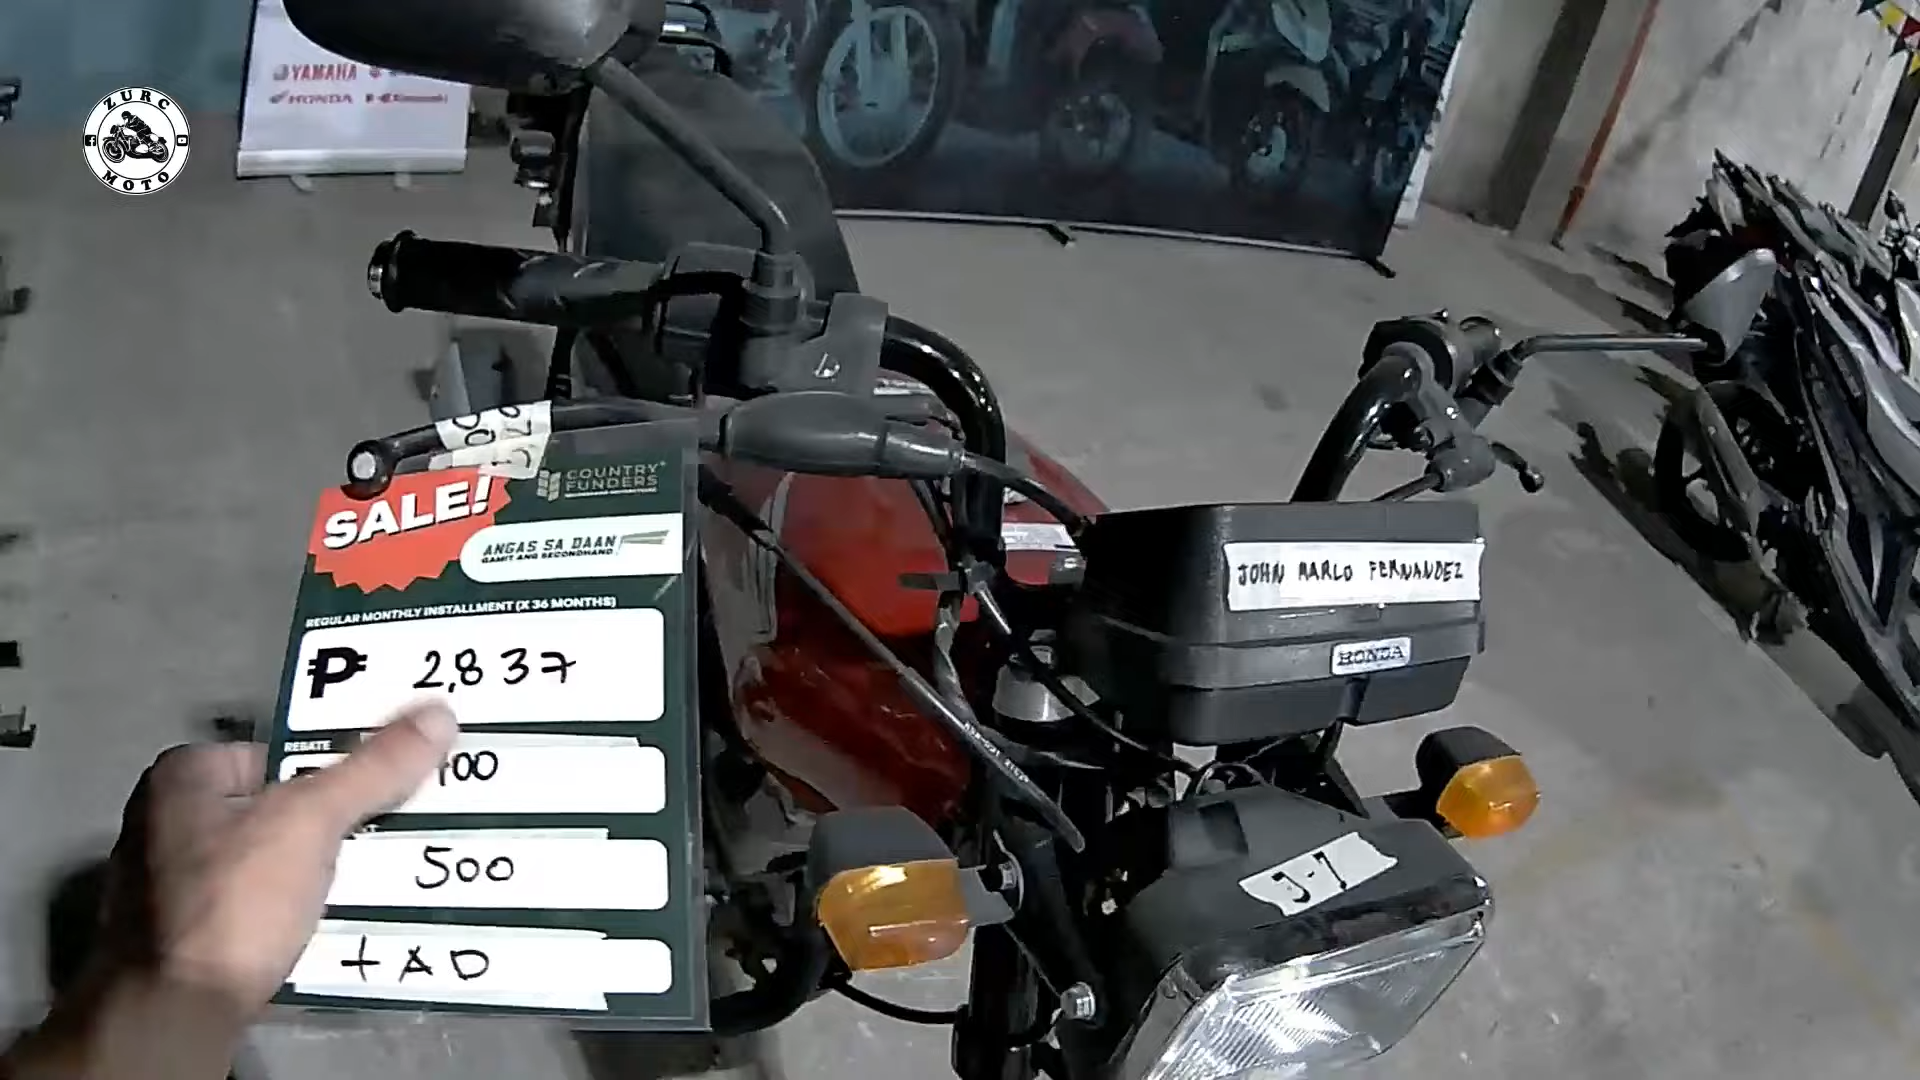 ZURC
MOTO
YAMAHA
HONDA Kawasaki
SALE!
COUNTRY
FUNDERS
ANGAS SA DAAN
GAMIT ANG SECONDHAND
REGULAR MONTHLY INSTALLMENT (X 36 MONTHS)
₱ 2,837
REBATE
500
+ AD
JOHN MARLO FERNANDEZ
HONDA
J-7